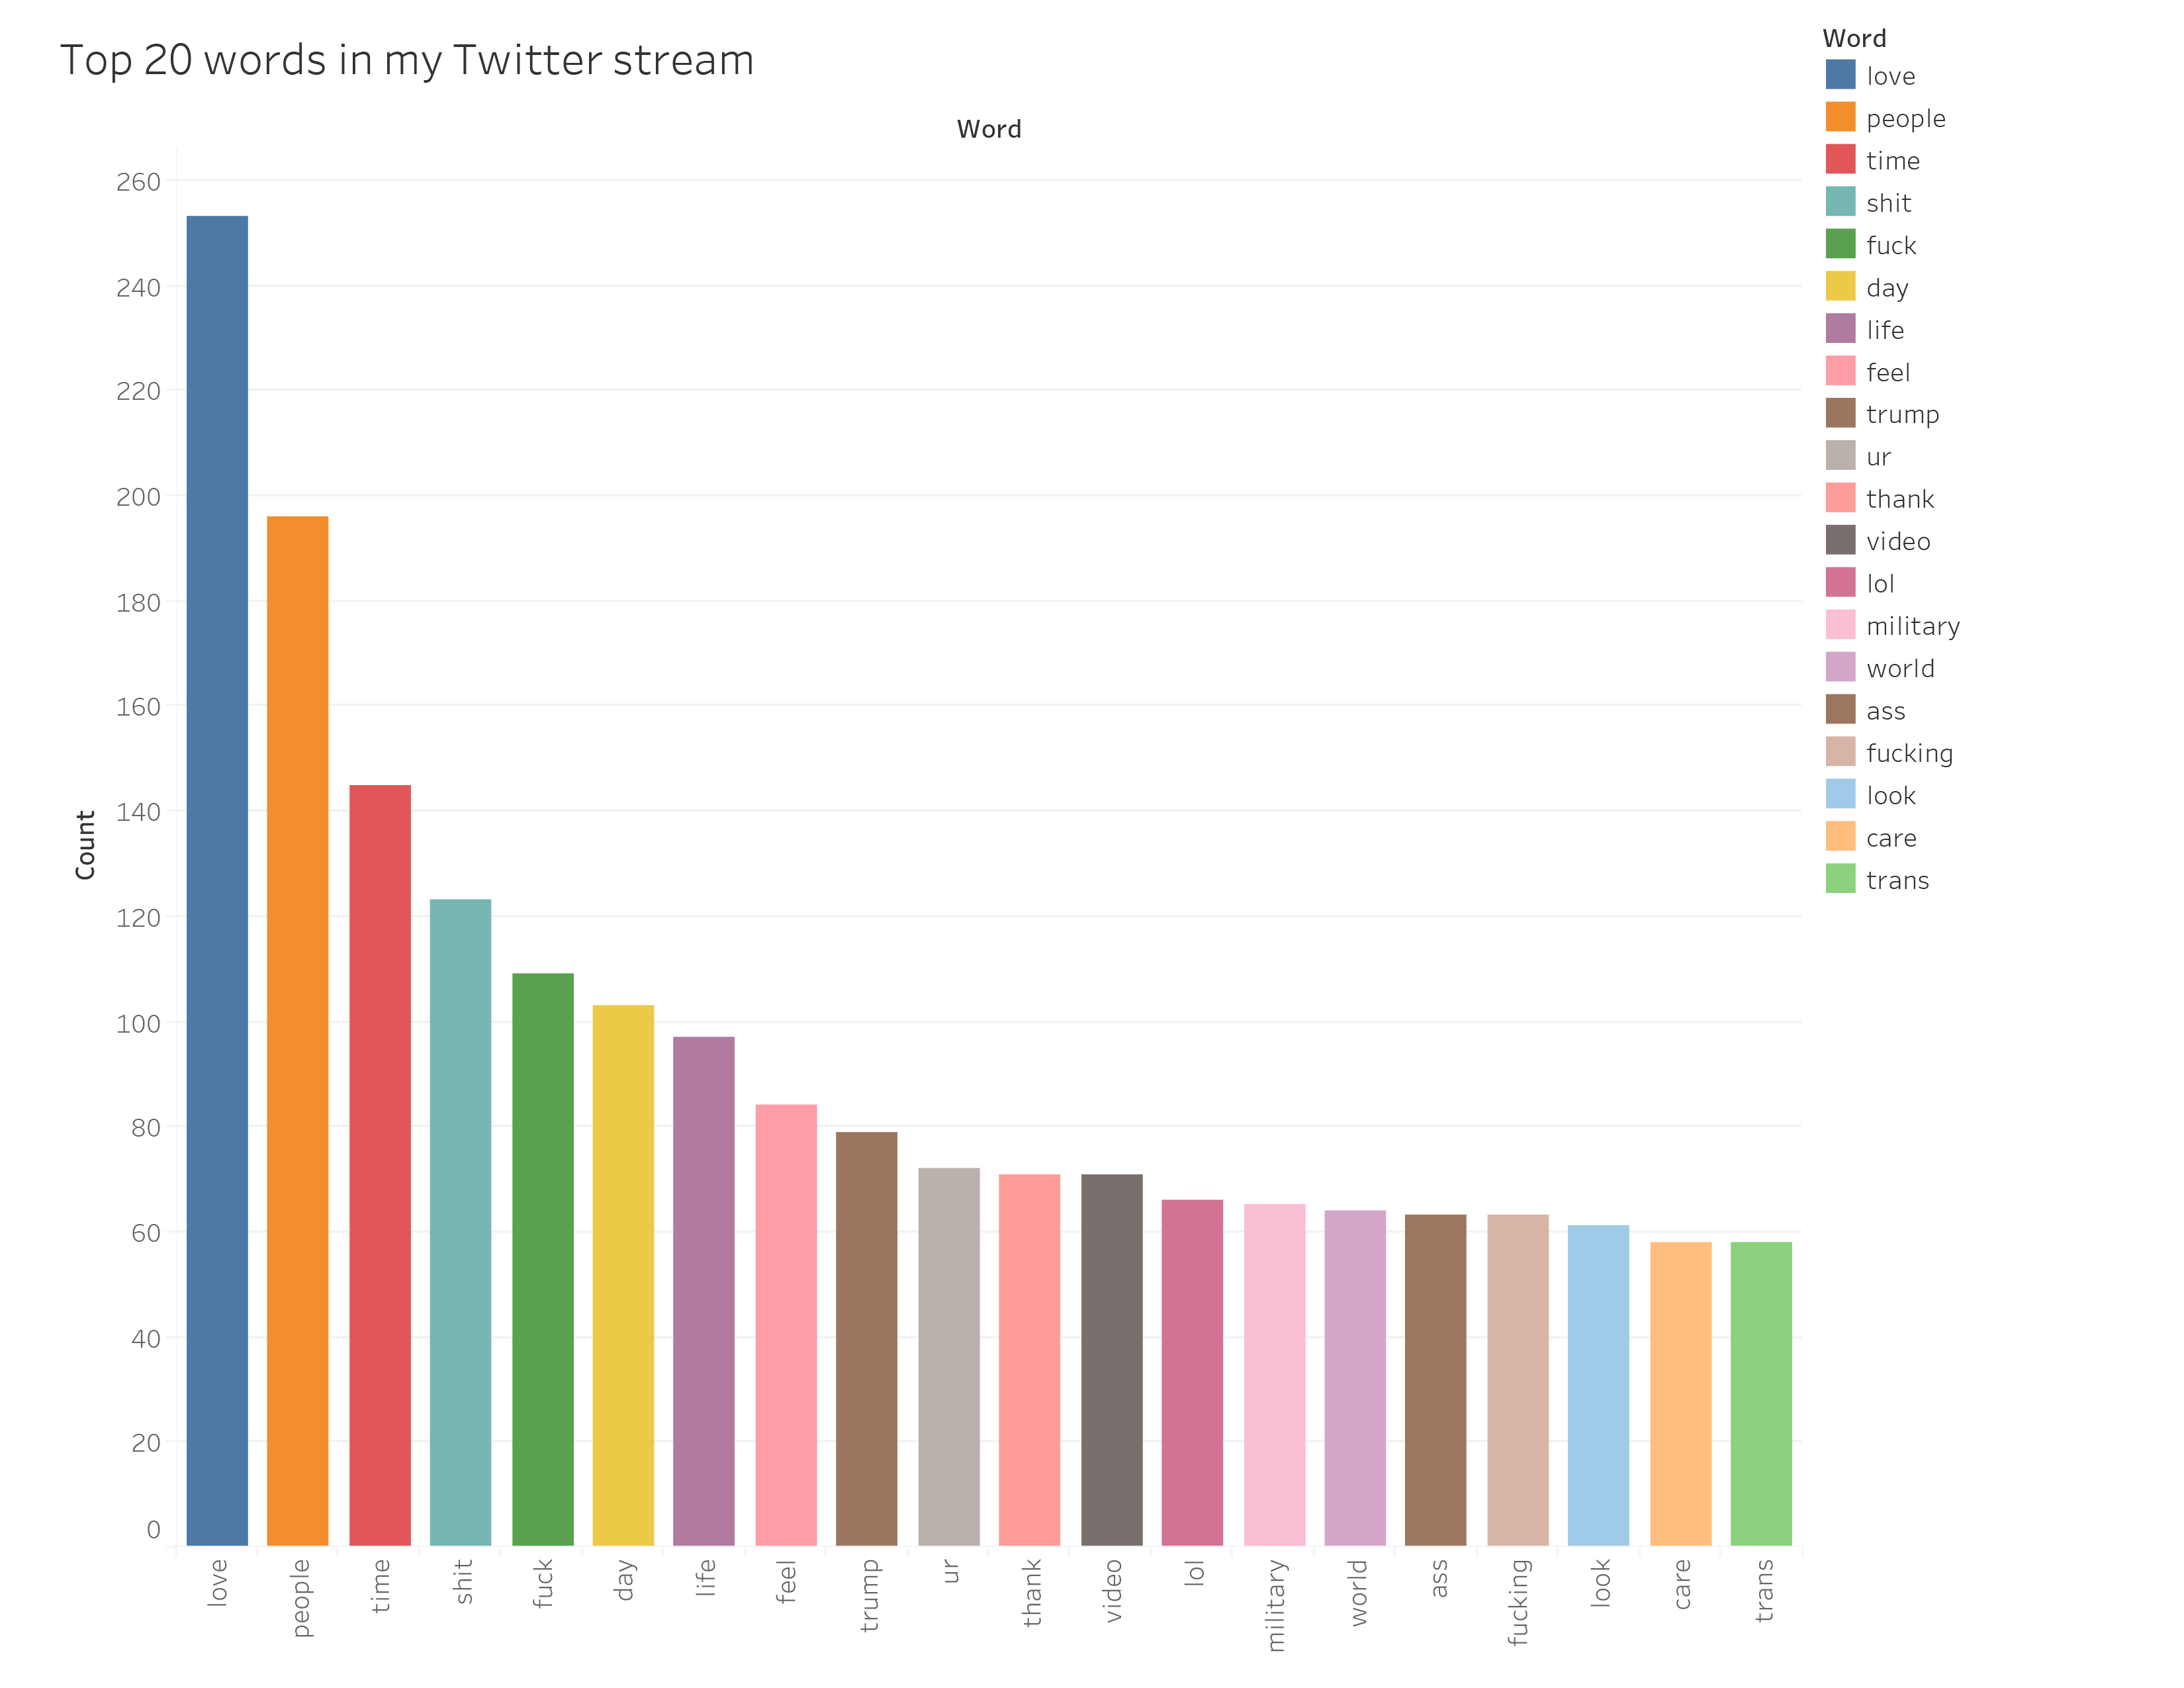 Top 20 words in my Twitter stream
Word
260
240
220
200
180
160
140
120
100
80
60
40
20
0
Count
love
people
time
shit
fuck
day
life
feel
trump
ur
thank
video
lol
military
world
ass
fucking
look
care
trans
Word
love
people
time
shit
fuck
day
life
feel
trump
ur
thank
video
lol
military
world
ass
fucking
look
care
trans